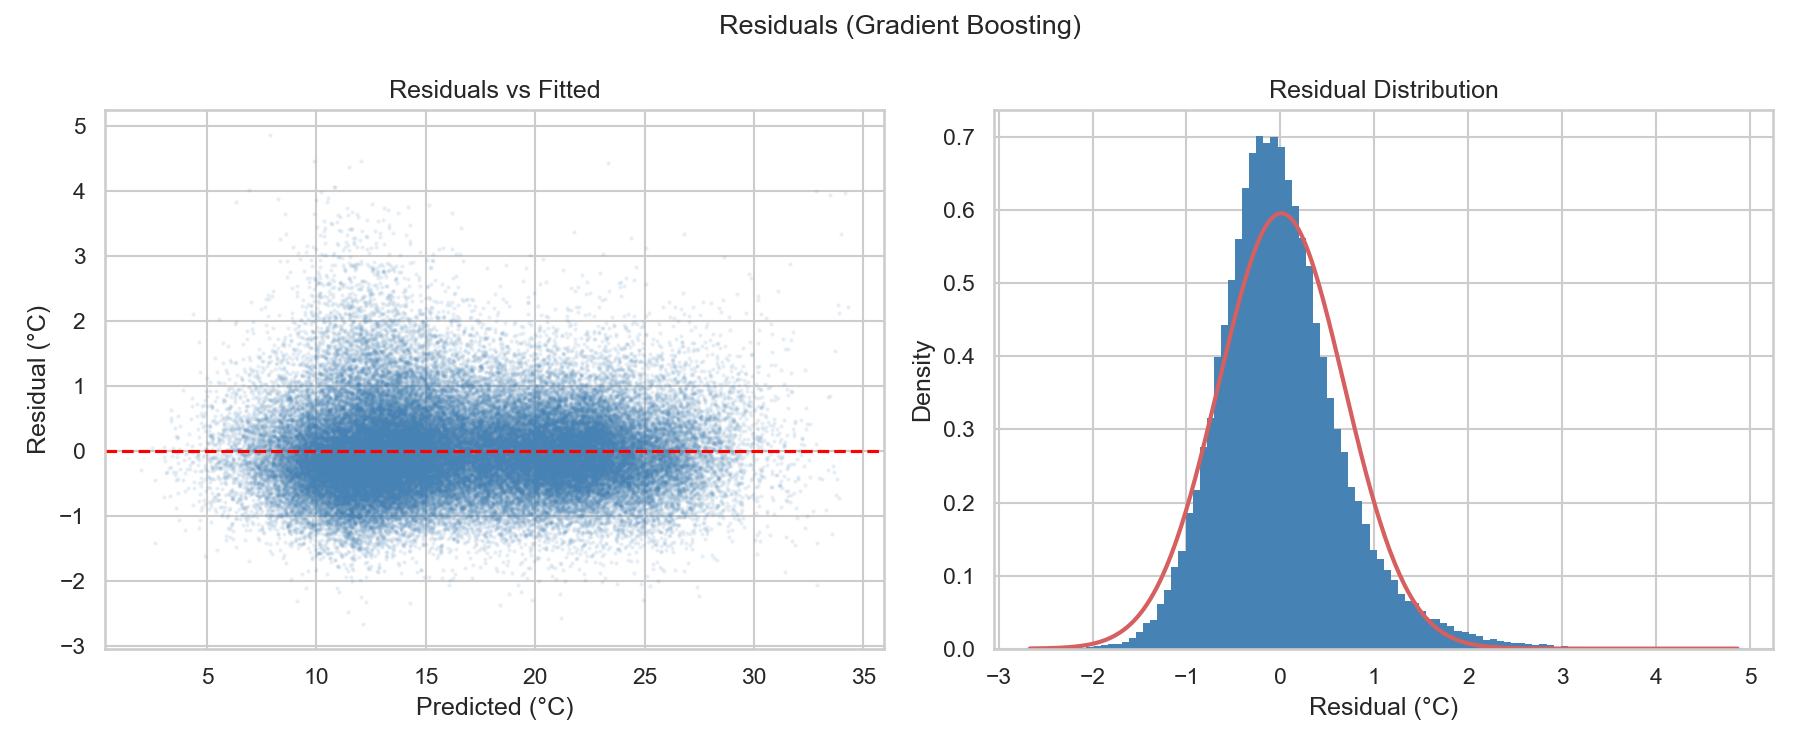 Residuals (Gradient Boosting)
Residuals vs Fitted
5
4
3
2
1
0
−1
−2
−3
Residual (°C)
5 10 15 20 25 30 35
Predicted (°C)
Residual Distribution
0.7
0.6
0.5
0.4
0.3
0.2
0.1
0.0
Density
−3 −2 −1 0 1 2 3 4 5
Residual (°C)